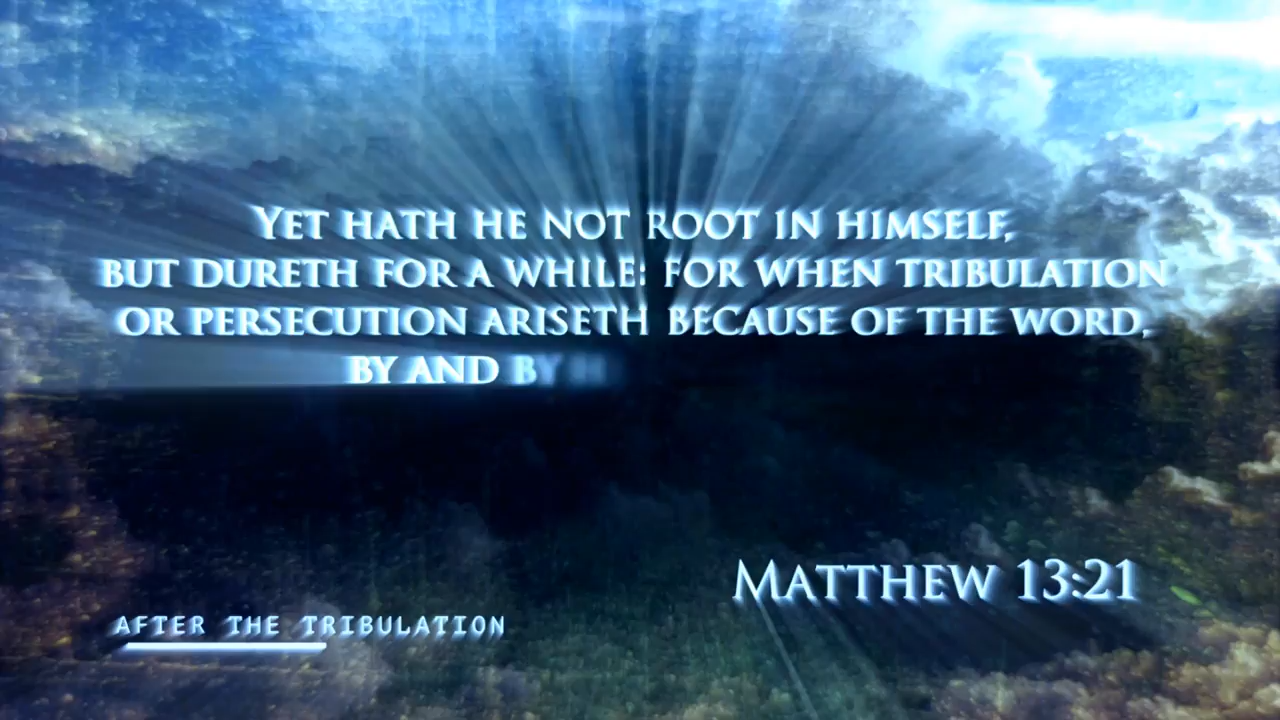 Yet hath he not root in himself,
but dureth for a while: for when tribulation
or persecution ariseth because of the word,
by and by
Matthew 13:21
AFTER THE TRIBULATION